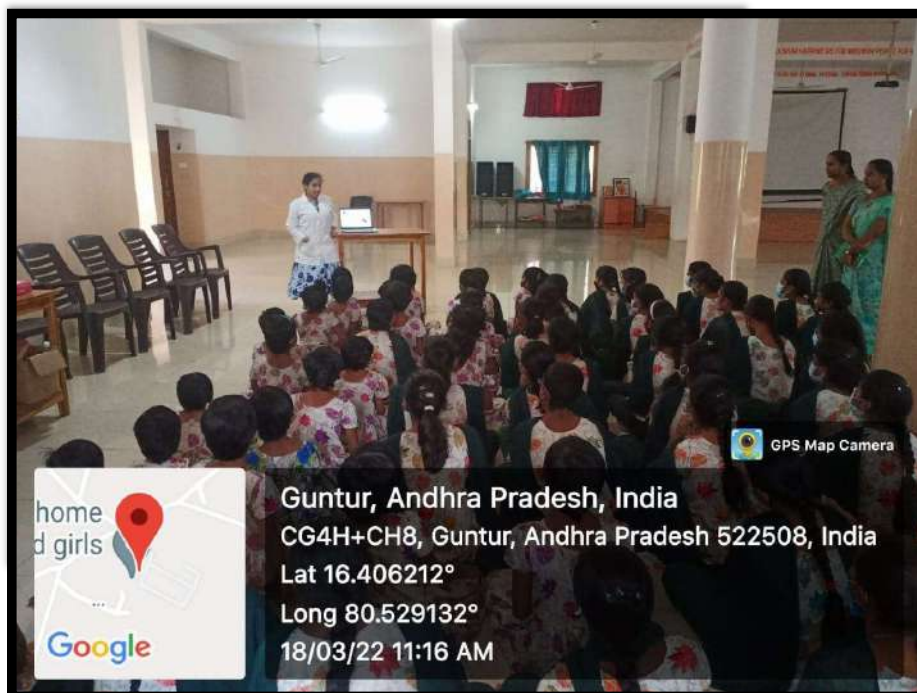 GPS Map Camera
home
d girls
Google
Guntur, Andhra Pradesh, India
CG4H+CH8, Guntur, Andhra Pradesh 522508, India
Lat 16.406212°
Long 80.529132°
18/03/22 11:16 AM